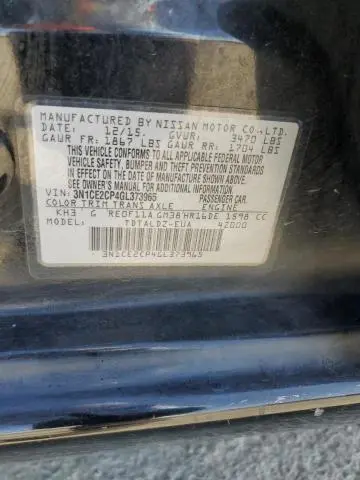 MANUFACTURED BY NISSAN MOTOR CO., LTD.
DATE: 12/15. GVWR: 3470 LBS
GAWR FR: 1867 LBS GAWR RR: 1704 LBS
THIS VEHICLE CONFORMS TO ALL APPLICABLE FEDERAL MOTOR
VEHICLE SAFETY, BUMPER AND THEFT PREVENTION STANDARDS
IN EFFECT ON THE DATE OF MANUFACTURE SHOWN ABOVE.
SEE OWNER'S MANUAL FOR ADDITIONAL INFORMATION.
VIN: 3N1CE2CP4GL373965 PASSENGER CAR
COLOR TRIM TRANS AXLE ENGINE
KH3 G RE0F11A GM38 HR16DE 1598 CC
MODEL: TDTALDZ-EUA 42000
3N1CE2CP4GL373965